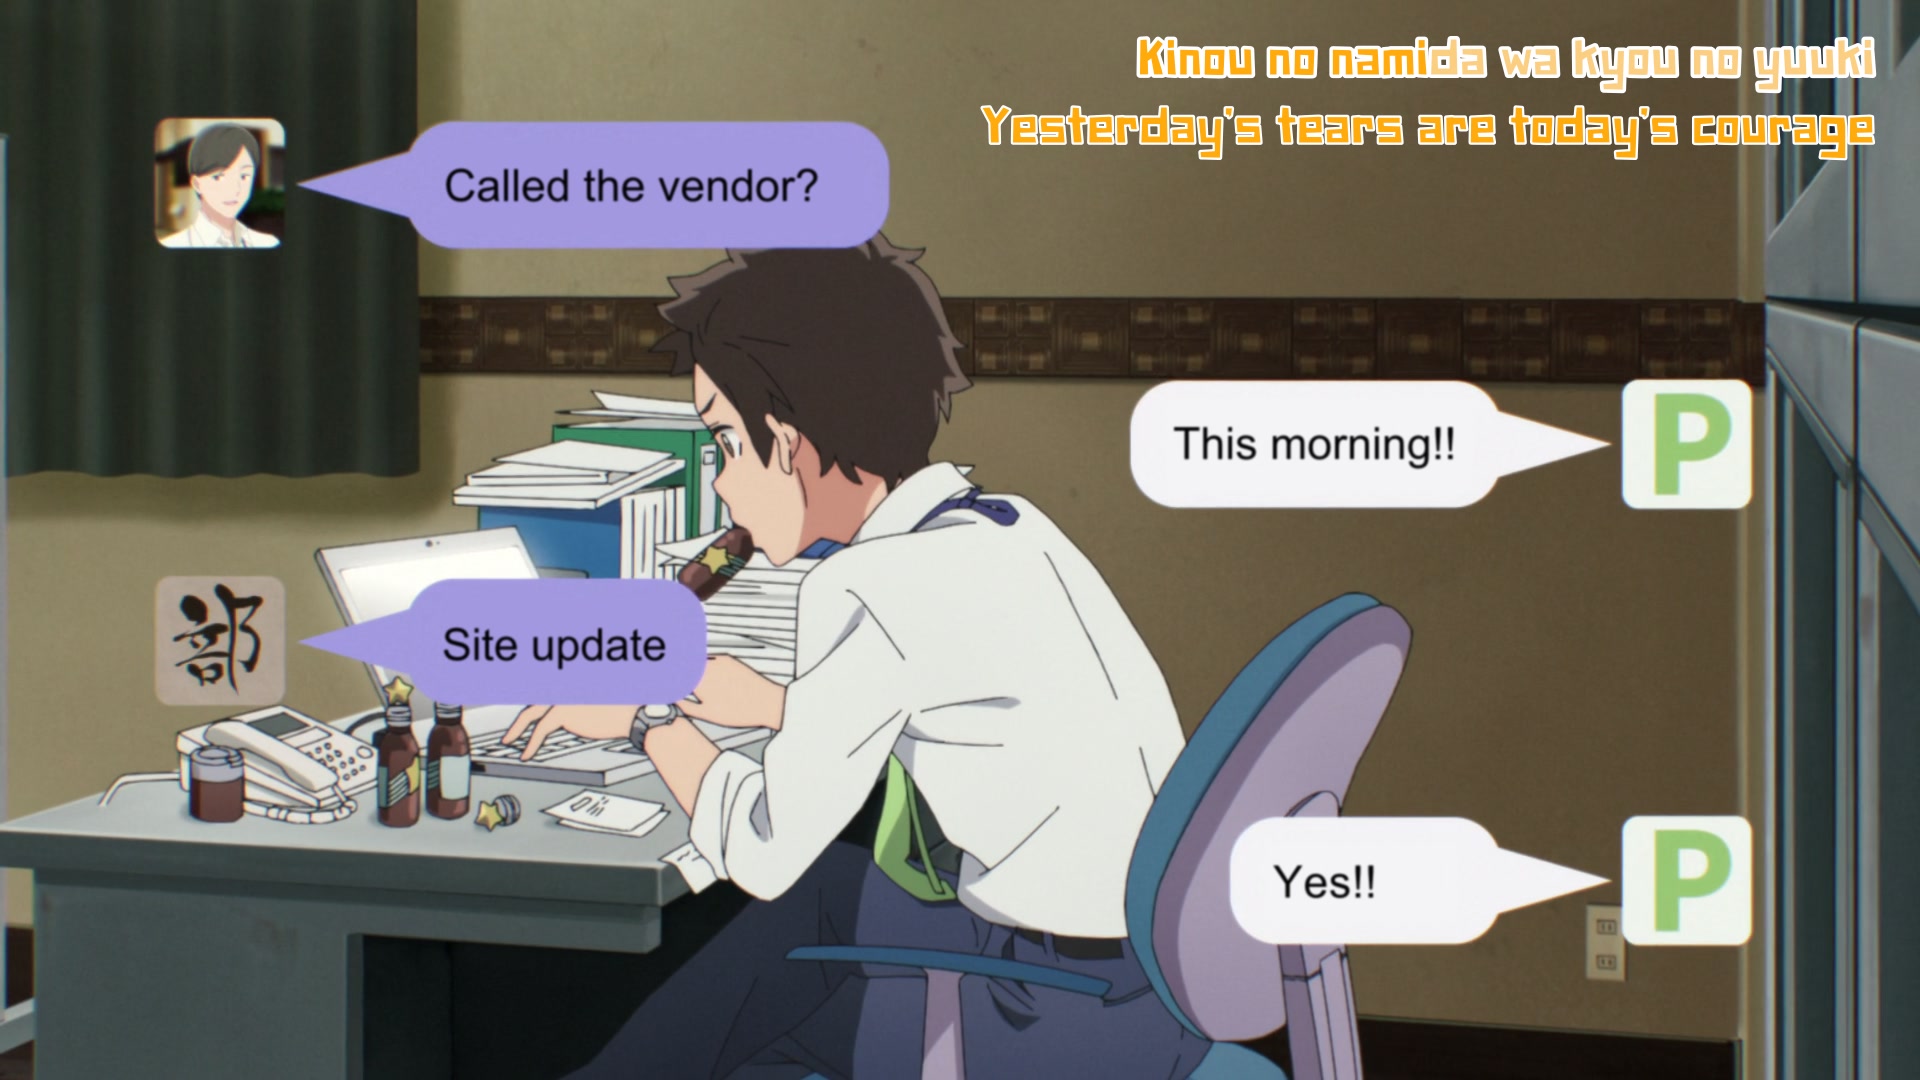 Kinou no namida wa kyou no yuuki
Yesterday's tears are today's courage
Called the vendor?
This morning!!
P
部
Site update
Yes!!
P